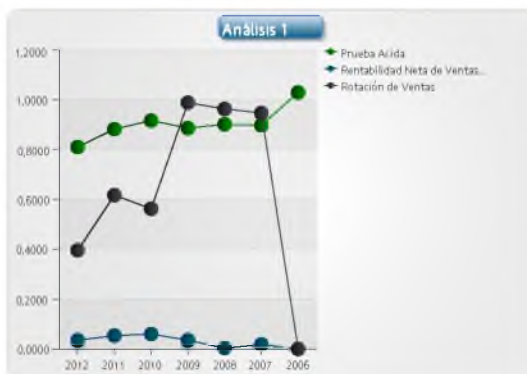 Análisis 1
Prueba Acida
Rentabilidad Neta de Ventas...
Rotación de Ventas
1,2000
1,0000
0,8000
0,6000
0,4000
0,2000
0,0000
2012 2011 2010 2009 2008 2007 2006